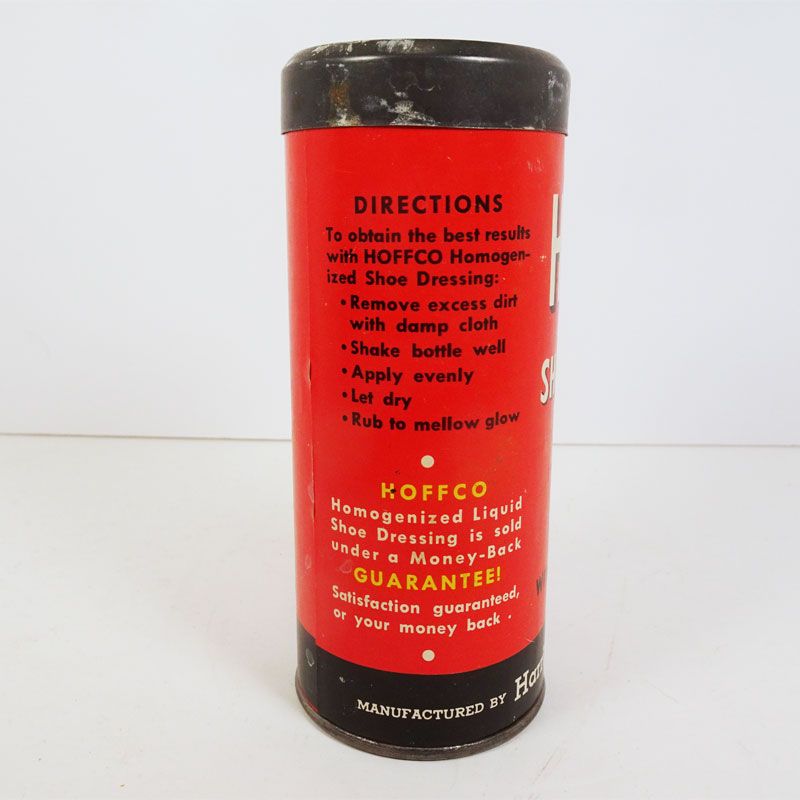 DIRECTIONS
To obtain the best results
with HOFFCO Homogen-
ized Shoe Dressing:
• Remove excess dirt
with damp cloth
• Shake bottle well
• Apply evenly
• Let dry
• Rub to mellow glow
HOFFCO
Homogenized Liquid
Shoe Dressing is sold
under a Money-Back
GUARANTEE!
Satisfaction guaranteed,
or your money back.
MANUFACTURED BY